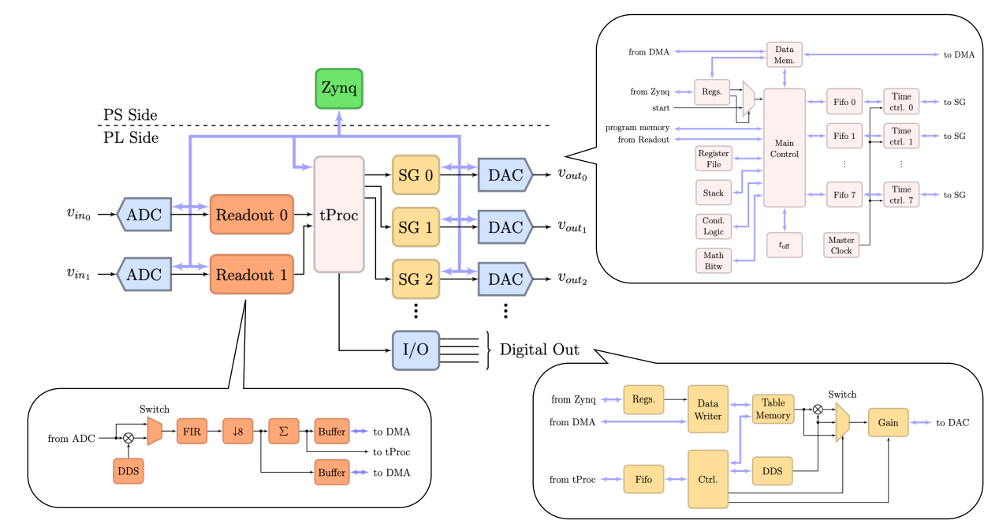 Zynq
PS Side
PL Side
v_in0
ADC
Readout 0
v_in1
ADC
Readout 1
tProc
SG 0
DAC
v_out0
SG 1
DAC
v_out1
SG 2
DAC
v_out2
⋮
⋮
I/O
Digital Out
from DMA
Data
Mem.
to DMA
from Zynq
Regs.
start
program memory
from Readout
Register
File
Stack
Cond.
Logic
Math
Bitw
Main
Control
t_off
Fifo 0
Time
ctrl. 0
to SG
Fifo 1
Time
ctrl. 1
to SG
⋮
⋮
Fifo 7
Time
ctrl. 7
to SG
Master
Clock
from ADC
Switch
DDS
FIR
↓8
Σ
Buffer
to DMA
to tProc
Buffer
to DMA
from Zynq
Regs.
from DMA
Data
Writer
Table
Memory
Switch
Gain
to DAC
from tProc
Fifo
Ctrl.
DDS